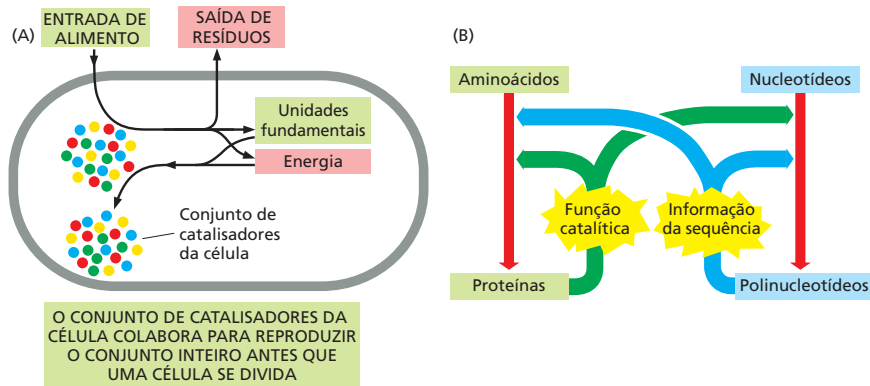 (A)
ENTRADA DE
ALIMENTO
SAÍDA DE
RESÍDUOS
Unidades
fundamentais
Energia
Conjunto de
catalisadores
da célula
O CONJUNTO DE CATALISADORES DA
CÉLULA COLABORA PARA REPRODUZIR
O CONJUNTO INTEIRO ANTES QUE
UMA CÉLULA SE DIVIDA
(B)
Aminoácidos
Nucleotídeos
Função
catalítica
Informação
da sequência
Proteínas
Polinucleotídeos